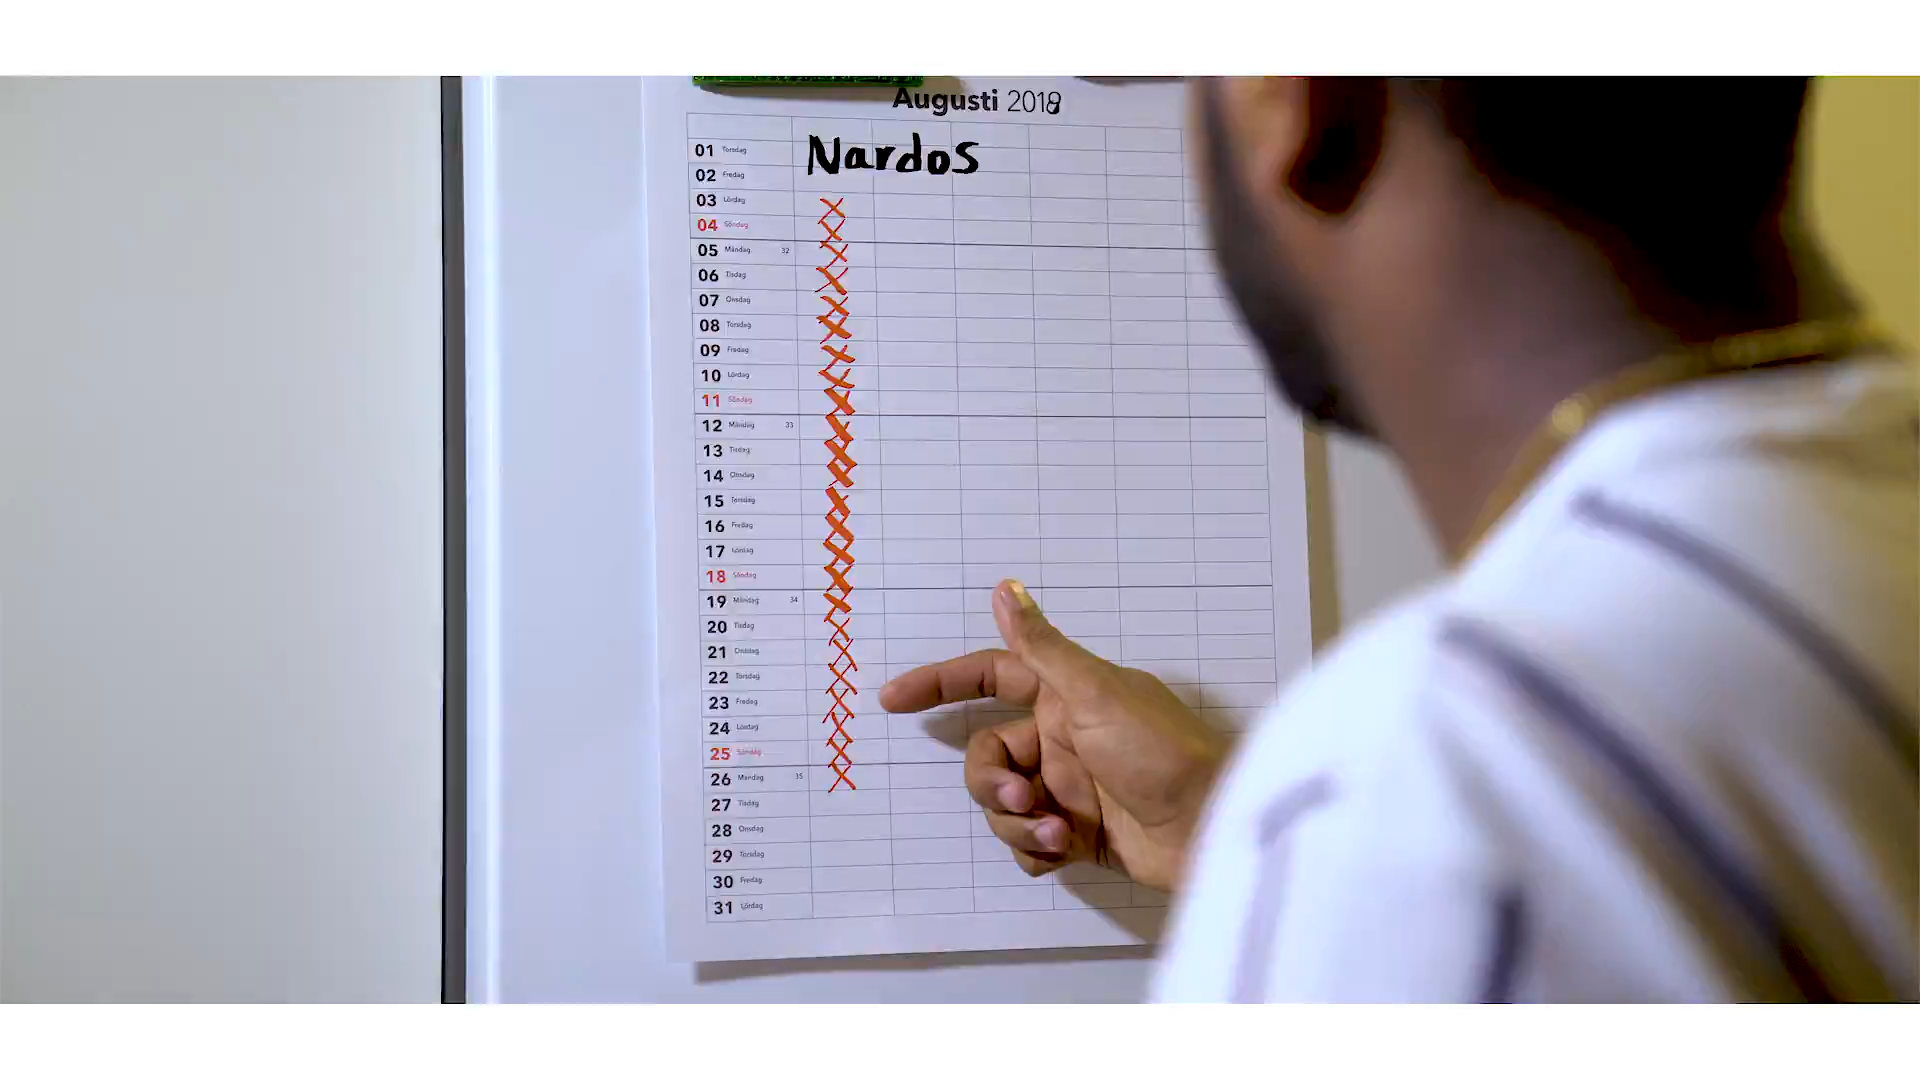 Augusti 2019
Nardos
01 Torsdag
02 Fredag
03 Lördag
04 Söndag
05 Måndag 32
06 Tisdag
07 Onsdag
08 Torsdag
09 Fredag
10 Lördag
11 Söndag
12 Måndag 33
13 Tisdag
14 Onsdag
15 Torsdag
16 Fredag
17 Lördag
18 Söndag
19 Måndag 34
20 Tisdag
21 Onsdag
22 Torsdag
23 Fredag
24 Lördag
25 Söndag
26 Måndag 35
27 Tisdag
28 Onsdag
29 Torsdag
30 Fredag
31 Lördag